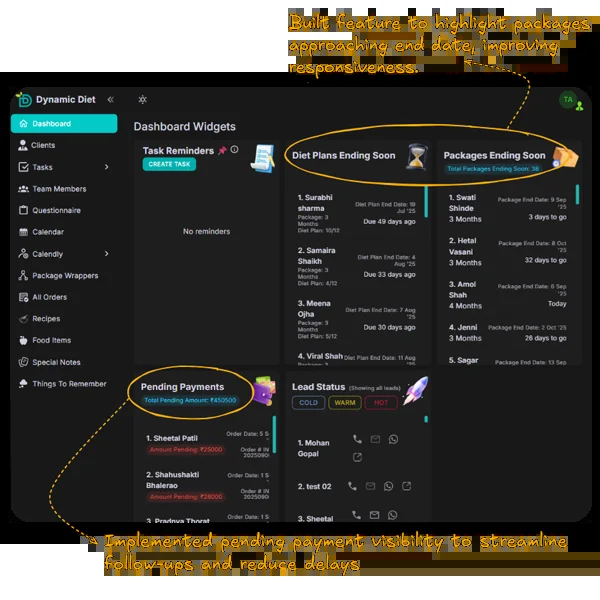 Built feature to highlight packages
approaching end date, improving
responsiveness.
Dynamic Diet
TA
Dashboard
Clients
Tasks
Team Members
Questionnaire
Calendar
Calendly
Package Wrappers
All Orders
Recipes
Food Items
Special Notes
Things To Remember
Dashboard Widgets
Task Reminders
CREATE TASK
No reminders
Diet Plans Ending Soon
1. Surabhi
sharma
Package: 3
Months
Diet Plan: 10/12
Diet Plan End Date: 19
Jul '25
Due 49 days ago
2. Samaira
Shaikh
Package: 3
Months
Diet Plan: 4/12
Diet Plan End Date: 4
Aug '25
Due 33 days ago
3. Meena
Ojha
Package: 3
Months
Diet Plan: 5/12
Diet Plan End Date: 7 Aug
'25
Due 30 days ago
4. Viral Shah
Diet Plan End Date: 11 Aug
Packages Ending Soon
Total Packages Ending Soon: 36
1. Swati
Shinde
3 Months
Package End Date: 9 Sep
'25
3 days to go
2. Hetal
Vasani
3 Months
Package End Date: 8 Oct
'25
32 days to go
3. Amol
Shah
4 Months
Package End Date: 6 Sep
'25
Today
4. Jenni
3 Months
Package End Date: 2 Oct '25
26 days to go
5. Sagar
Package End Date: 13 Sep
Pending Payments
Total Pending Amount: ₹450500
1. Sheetal Patil
Amount Pending: ₹25000
Order Date: 5 S
Order # IN
2025090
2. Shahushakti
Bhalerao
Amount Pending: ₹28000
Order Date: 1 S
Order # IN
20250
3. Pradnya Thorat
Order Date: 1 S
Lead Status (Showing all leads)
COLD
WARM
HOT
1. Mohan
Gopal
2. test 02
3. Sheetal
Implemented pending payment visibility to streamline
follow-ups and reduce delays